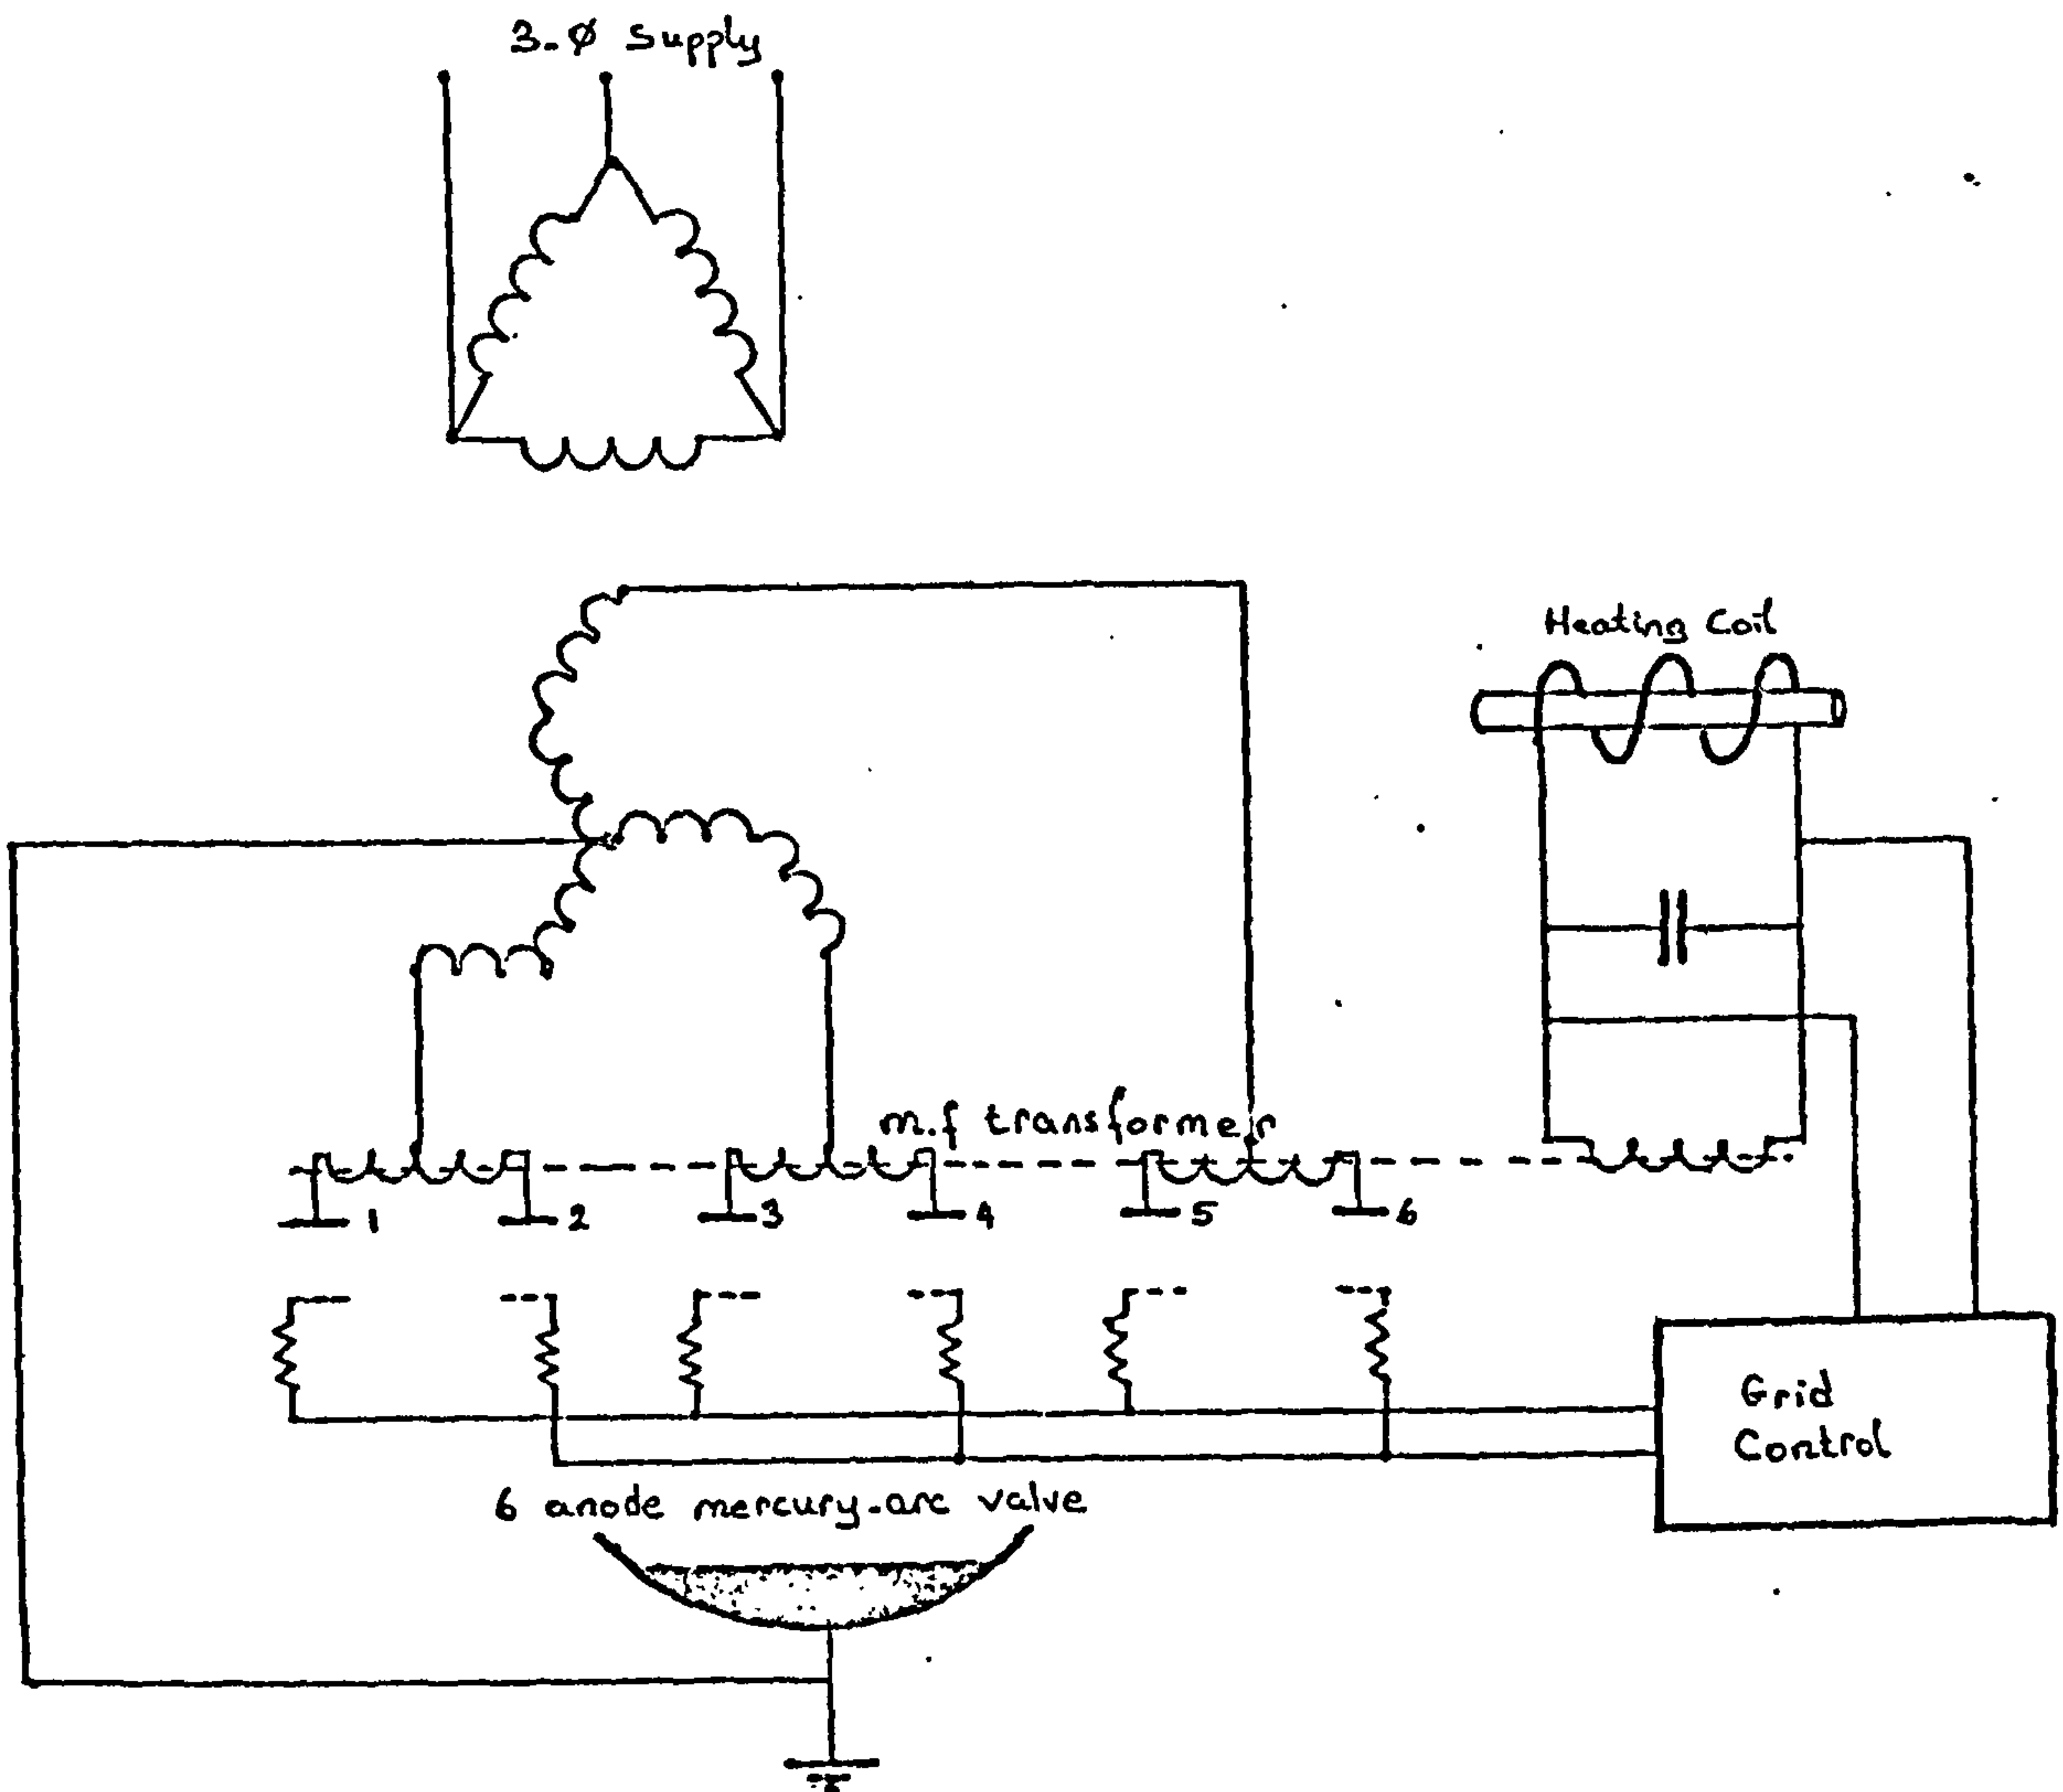 3-Ø Supply
Heating Coil
m.f transformer
1 2 3 4 5 6
Grid
Control
6 anode mercury-arc valve